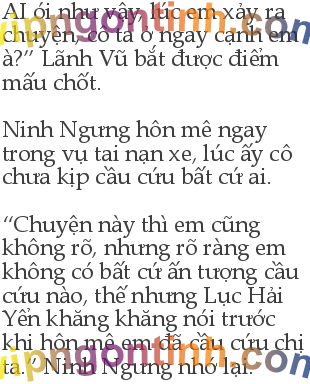 AI ới như vậy, lúc em xảy ra
chuyện, cô ta ở ngay cạnh em
à?” Lãnh Vũ bắt được điểm
mấu chốt.
Ninh Ngưng hôn mê ngay
trong vụ tai nạn xe, lúc ấy cô
chưa kịp cầu cứu bất cứ ai.
“Chuyện này thì em cũng
không rõ, nhưng rõ ràng em
không có bất cứ ấn tượng cầu
cứu nào, thế nhưng Lục Hải
Yển khăng khăng nói trước
khi hôn mê em đã cầu cứu chị
ta.” Ninh Ngưng nhớ lại.
vipngontinh.com
vipngontinh.com